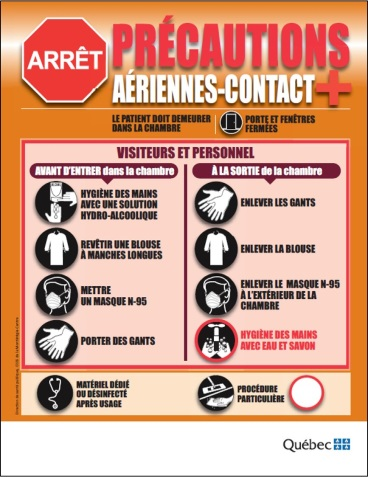 ARRÊT
PRÉCAUTIONS
AÉRIENNES-CONTACT+
LE PATIENT DOIT DEMEURER
DANS LA CHAMBRE
PORTE ET FENÊTRES
FERMÉES
VISITEURS ET PERSONNEL
AVANT D'ENTRER dans la chambre
HYGIÈNE DES MAINS
AVEC UNE SOLUTION
HYDRO-ALCOOLIQUE
REVÊTIR UNE BLOUSE
À MANCHES LONGUES
METTRE
UN MASQUE N-95
PORTER DES GANTS
À LA SORTIE de la chambre
ENLEVER LES GANTS
ENLEVER LA BLOUSE
ENLEVER LE MASQUE N-95
À L'EXTÉRIEUR DE LA
CHAMBRE
HYGIÈNE DES MAINS
AVEC EAU ET SAVON
MATÉRIEL DÉDIÉ
OU DÉSINFECTÉ
APRÈS USAGE
PROCÉDURE
PARTICULIÈRE
Québec